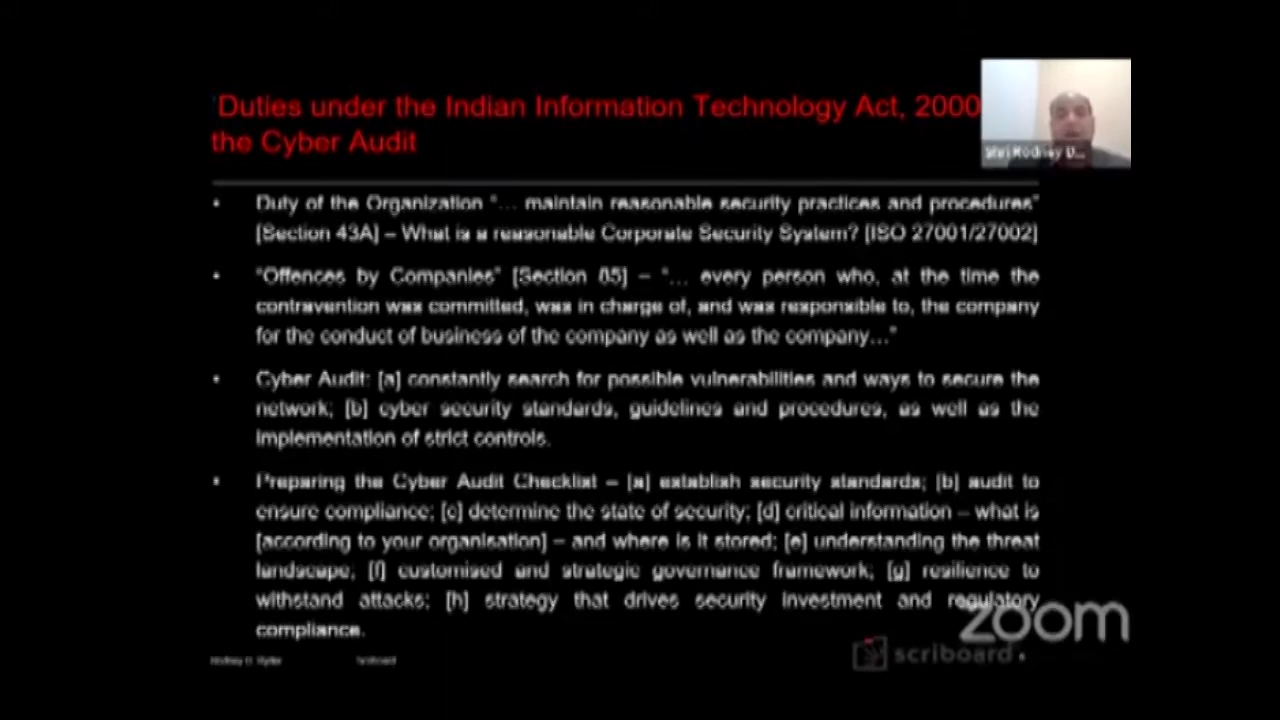 'Duties under the Indian Information Technology Act, 2000
the Cyber Audit
Shri Rodney D...
• Duty of the Organization "... maintain reasonable security practices and procedures"
[Section 43A] – What is a reasonable Corporate Security System? [ISO 27001/27002]
• "Offences by Companies" [Section 85] – "... every person who, at the time the
contravention was committed, was in charge of, and was responsible to, the company
for the conduct of business of the company as well as the company..."
• Cyber Audit: [a] constantly search for possible vulnerabilities and ways to secure the
network; [b] cyber security standards, guidelines and procedures, as well as the
implementation of strict controls.
• Preparing the Cyber Audit Checklist – [a] establish security standards; [b] audit to
ensure compliance; [c] determine the state of security; [d] critical information – what is
[according to your organisation] – and where is it stored; [e] understanding the threat
landscape; [f] customised and strategic governance framework; [g] resilience to
withstand attacks; [h] strategy that drives security investment and regulatory
compliance.
zoom
Rodney D. Ryder
Scriboard
scriboard